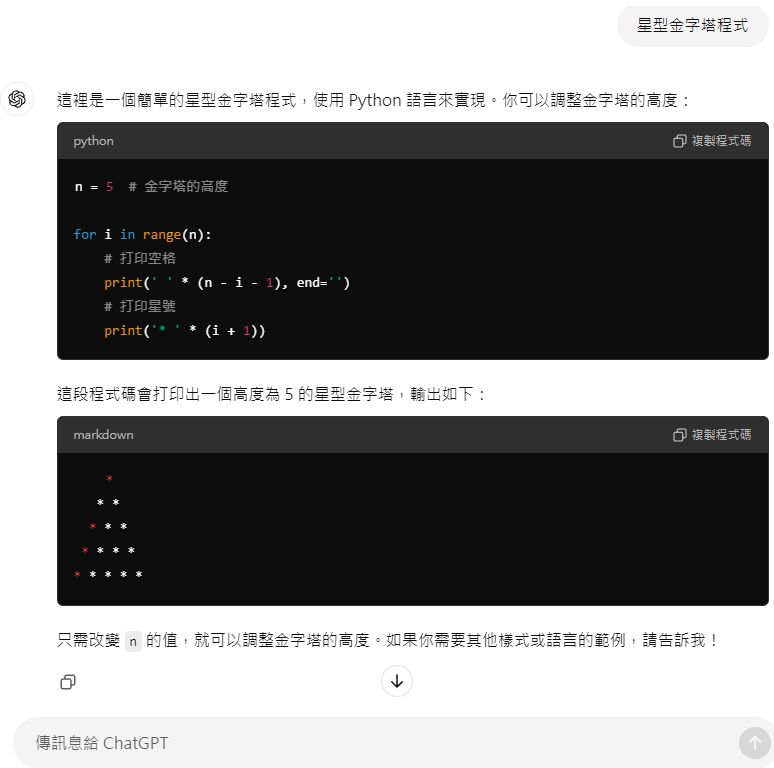 星型金字塔程式
這裡是一個簡單的星型金字塔程式，使用 Python 語言來實現。你可以調整金字塔的高度：
python
複製程式碼
n = 5  # 金字塔的高度
for i in range(n):
    # 打印空格
    print(' ' * (n - i - 1), end='')
    # 打印星號
    print('* ' * (i + 1))
這段程式碼會打印出一個高度為 5 的星型金字塔，輸出如下：
markdown
複製程式碼
    *
   * *
  * * *
 * * * *
* * * * *
只需改變 n 的值，就可以調整金字塔的高度。如果你需要其他樣式或語言的範例，請告訴我！
傳訊息給 ChatGPT